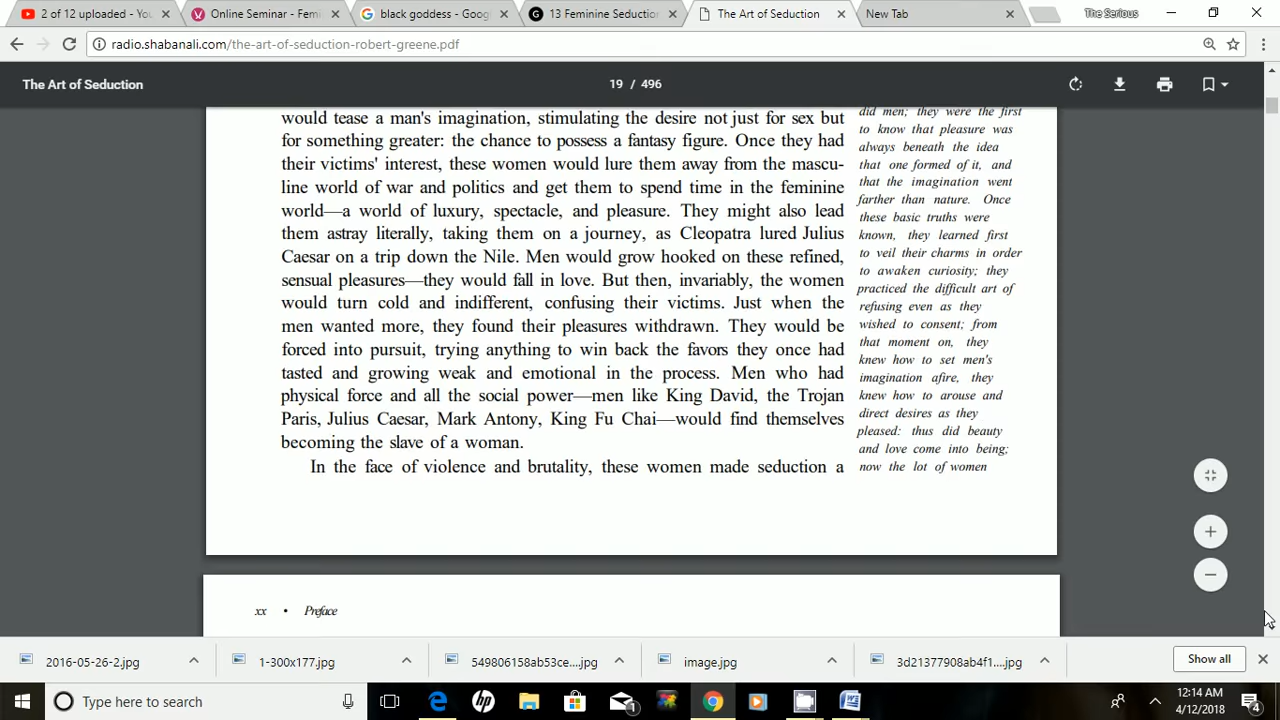 2 of 12 uploaded - Yo
Online Seminar - Femi
black goddess - Goog
13 Feminine Seduction
The Art of Seduction
New Tab
The Serious
radio.shabanali.com/the-art-of-seduction-robert-greene.pdf
The Art of Seduction
19 / 496
would tease a man's imagination, stimulating the desire not just for sex but
for something greater: the chance to possess a fantasy figure. Once they had
their victims' interest, these women would lure them away from the mascu-
line world of war and politics and get them to spend time in the feminine
world—a world of luxury, spectacle, and pleasure. They might also lead
them astray literally, taking them on a journey, as Cleopatra lured Julius
Caesar on a trip down the Nile. Men would grow hooked on these refined,
sensual pleasures—they would fall in love. But then, invariably, the women
would turn cold and indifferent, confusing their victims. Just when the
men wanted more, they found their pleasures withdrawn. They would be
forced into pursuit, trying anything to win back the favors they once had
tasted and growing weak and emotional in the process. Men who had
physical force and all the social power—men like King David, the Trojan
Paris, Julius Caesar, Mark Antony, King Fu Chai—would find themselves
becoming the slave of a woman.
In the face of violence and brutality, these women made seduction a
did men; they were the first
to know that pleasure was
always beneath the idea
that one formed of it, and
that the imagination went
farther than nature. Once
these basic truths were
known, they learned first
to veil their charms in order
to awaken curiosity; they
practiced the difficult art of
refusing even as they
wished to consent; from
that moment on, they
knew how to set men's
imagination afire, they
knew how to arouse and
direct desires as they
pleased: thus did beauty
and love come into being;
now the lot of women
xx • Preface
2016-05-26-2.jpg
1-300x177.jpg
549806158ab53ce....jpg
image.jpg
3d21377908ab4f1....jpg
Show all
Type here to search
hp
1
12:14 AM
4/12/2018
4